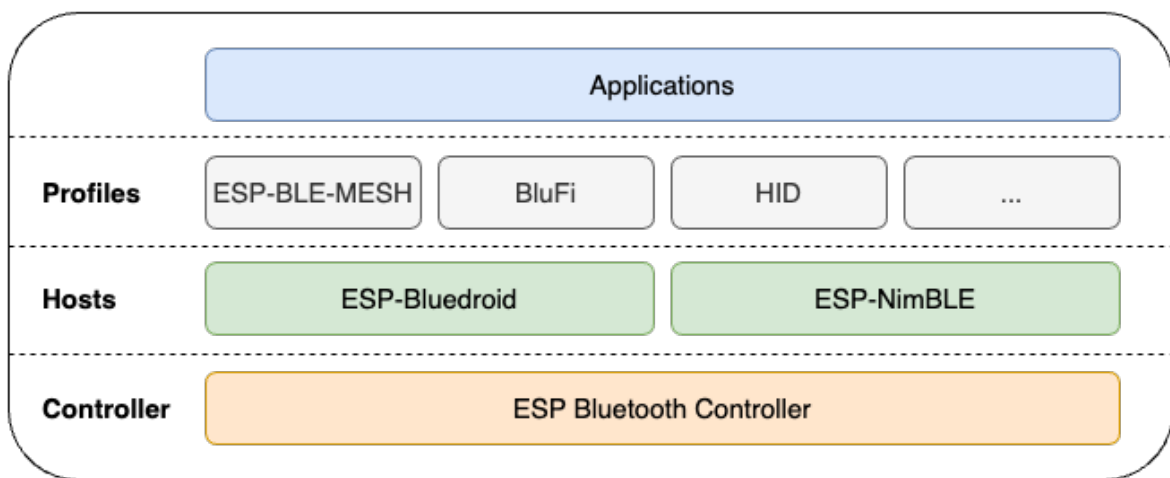 Applications
Profiles ESP-BLE-MESH BluFi HID ...
Hosts ESP-Bluedroid ESP-NimBLE
Controller ESP Bluetooth Controller